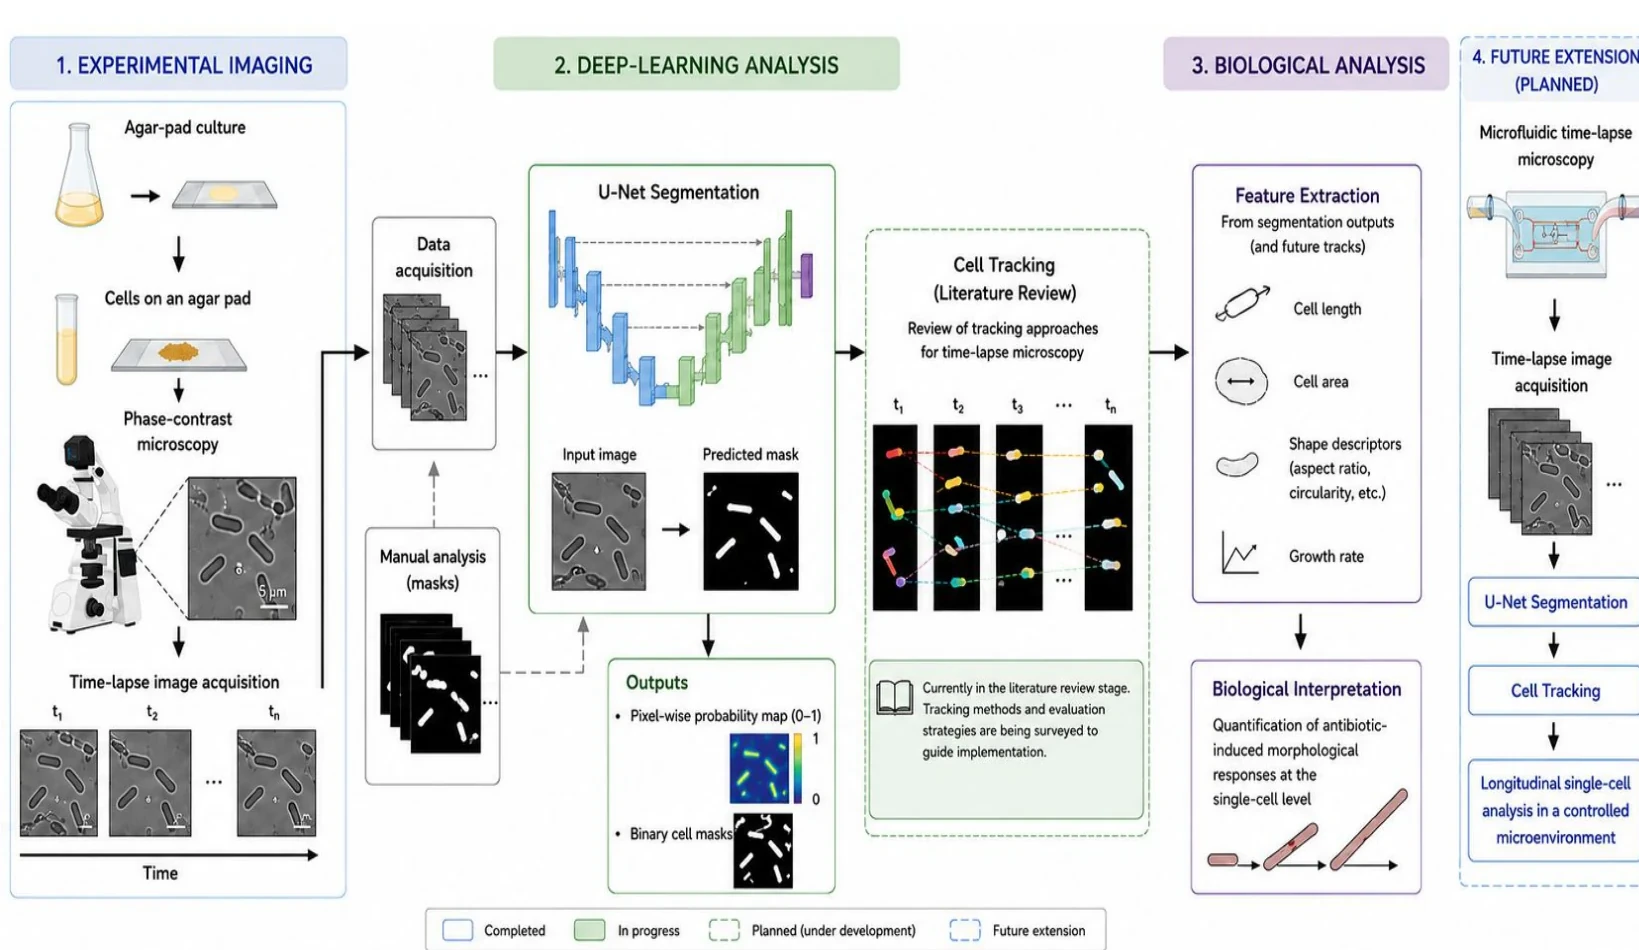 1. EXPERIMENTAL IMAGING
Agar-pad culture
Cells on an agar pad
Phase-contrast
microscopy
5 μm
Time-lapse image acquisition
t1
t2
tn
...
Time
2. DEEP-LEARNING ANALYSIS
Data
acquisition
...
Manual analysis
(masks)
...
U-Net Segmentation
Input image
Predicted mask
Outputs
• Pixel-wise probability map (0–1)
1
0
• Binary cell masks
Cell Tracking
(Literature Review)
Review of tracking approaches
for time-lapse microscopy
t1
t2
t3
...
tn
...
...
Currently in the literature review stage.
Tracking methods and evaluation
strategies are being surveyed to
guide implementation.
3. BIOLOGICAL ANALYSIS
Feature Extraction
From segmentation outputs
(and future tracks)
Cell length
Cell area
Shape descriptors
(aspect ratio,
circularity, etc.)
Growth rate
Biological Interpretation
Quantification of antibiotic-
induced morphological
responses at the
single-cell level
4. FUTURE EXTENSION
(PLANNED)
Microfluidic time-lapse
microscopy
Time-lapse image
acquisition
...
U-Net Segmentation
Cell Tracking
Longitudinal single-cell
analysis in a controlled
microenvironment
Completed
In progress
Planned (under development)
Future extension